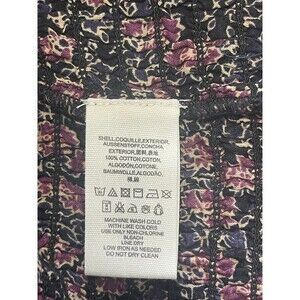 SHELL,COQUILLE,EXTERIOR,
AUSSENSTOFF,CONCHA,
100% COTTON,COTON,
ALGODÓN,COTONE,
BAUMWOLLE,ALGODÃO,
MACHINE WASH COLD
WITH LIKE COLORS
USE ONLY NON-CHLORINE
BLEACH
LINE DRY
LOW IRON AS NEEDED
DO NOT DRY CLEAN